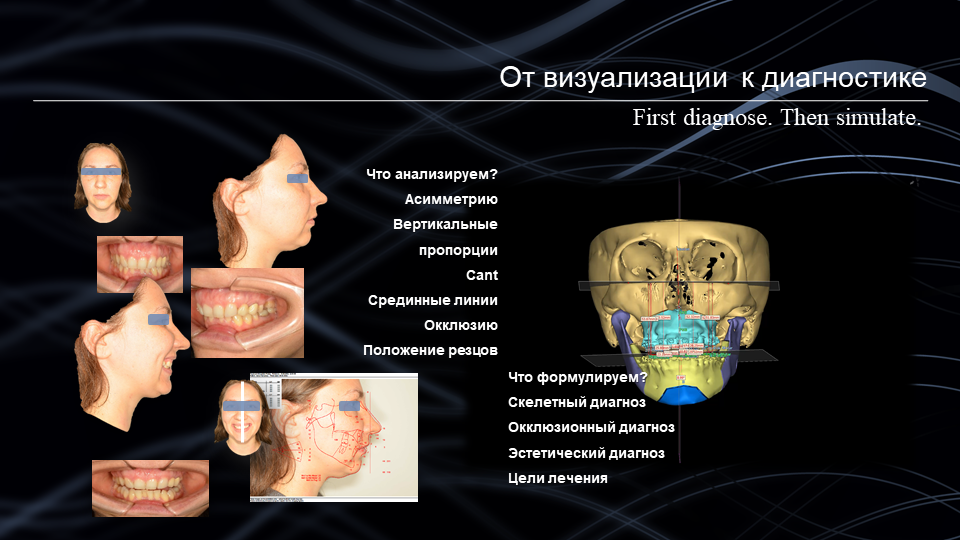 От визуализации к диагностике
First diagnose. Then simulate.
Что анализируем?
Асимметрию
Вертикальные
пропорции
Cant
Срединные линии
Окклюзию
Положение резцов
Что формулируем?
Скелетный диагноз
Окклюзионный диагноз
Эстетический диагноз
Цели лечения